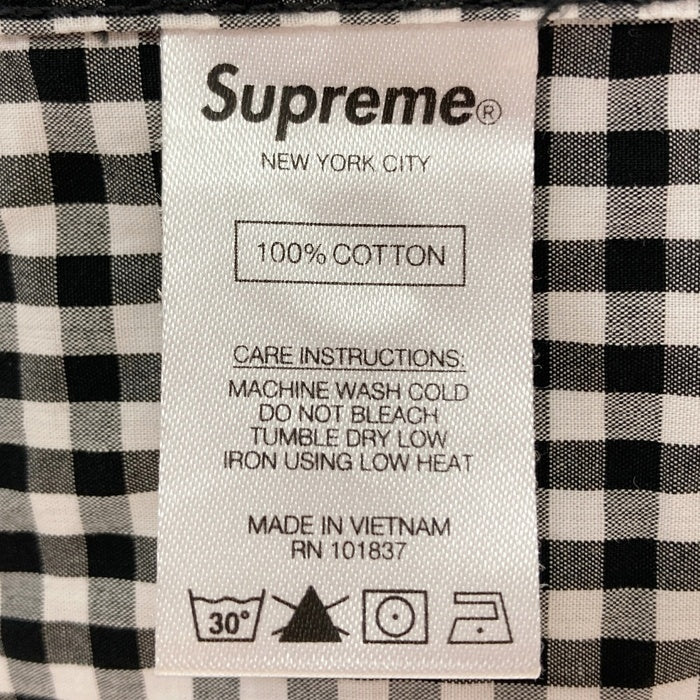 Supreme®
NEW YORK CITY
100% COTTON
CARE INSTRUCTIONS:
MACHINE WASH COLD
DO NOT BLEACH
TUMBLE DRY LOW
IRON USING LOW HEAT
MADE IN VIETNAM
RN 101837
30°